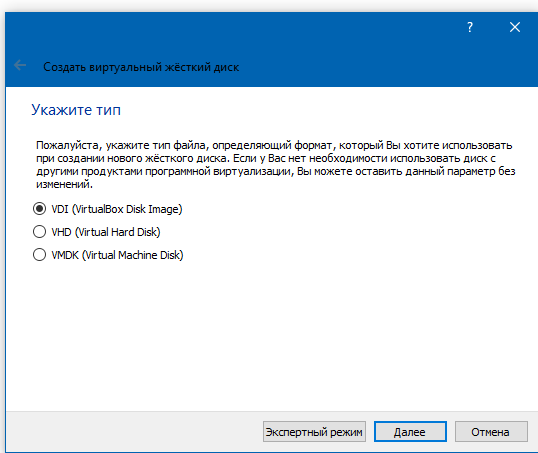 ?
Создать виртуальный жёсткий диск
Укажите тип
Пожалуйста, укажите тип файла, определяющий формат, который Вы хотите использовать
при создании нового жёсткого диска. Если у Вас нет необходимости использовать диск с
другими продуктами программной виртуализации, Вы можете оставить данный параметр без
изменений.
VDI (VirtualBox Disk Image)
VHD (Virtual Hard Disk)
VMDK (Virtual Machine Disk)
Экспертный режим Далее Отмена